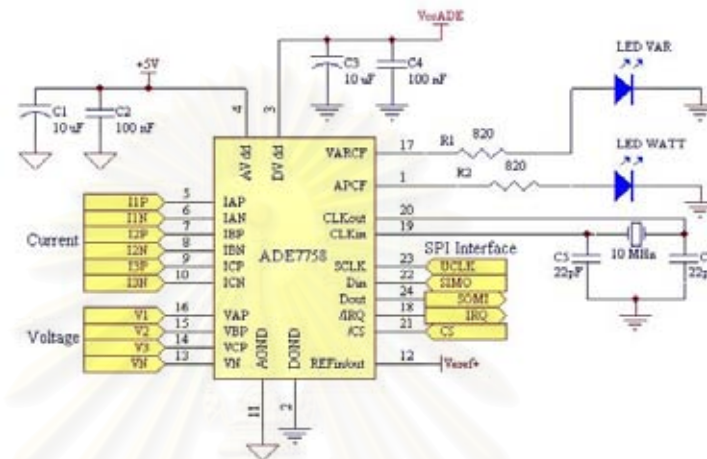 VccADE
+5V
C1
10 uF
C2
100 nF
C3
10 uF
C4
100 nF
LED VAR
LED WATT
4
3
AVdd
DVdd
VARCF
17
R1
820
APCF
1
R2
820
CLKout
20
CLKin
19
10 MHz
C5
22pF
22pF
Current
I1P
5
IAP
I1N
6
IAN
I2P
7
IBP
I2N
8
IBN
I3P
9
ICP
I3N
10
ICN
ADE7758
SPI Interface
SCLK
23
UCLK
Din
22
SIMO
Dout
24
SOMI
/IRQ
18
IRQ
/CS
21
CS
Voltage
V1
16
VAP
V2
15
VBP
V3
14
VCP
VN
13
VN
AGND
DGND
REFin/out
12
Vref+
11
2